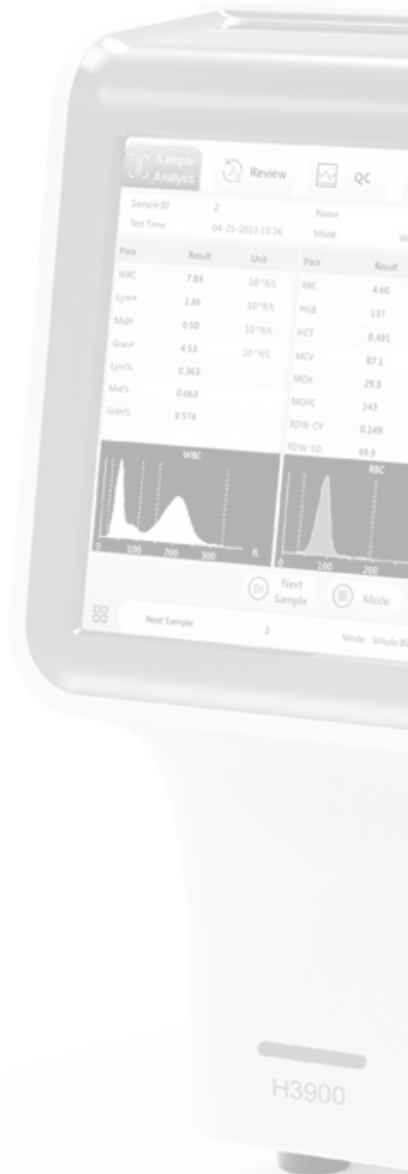 Sample Analysis
Review
QC
Sample ID 2 Name
Test Time 04-25-2023 15:36 Mode W
Para Result Unit Para Result
WBC 7.89 10^9/L RBC 4.60
Lym# 2.86 10^9/L HGB 137
Mid# 0.50 10^9/L HCT 0.401
Gran# 4.53 10^9/L MCV 87.1
Lym% 0.363 MCH 29.8
Mid% 0.063 MCHC 343
Gran% 0.574 RDW-CV 0.149
RDW-SD 49.9
WBC RBC
100 200 300 fL
0 100 200
Next Sample
Mode
Next Sample: 3 Mode: Whole Bl
H3900